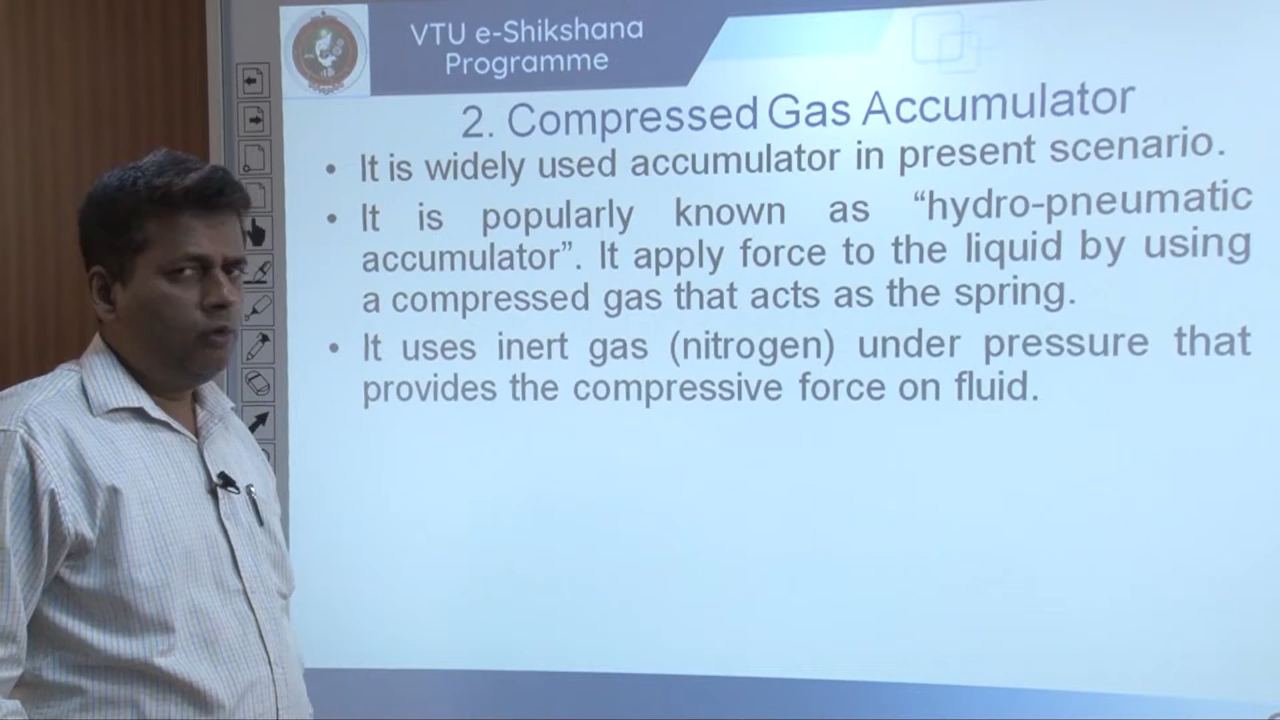 VTU e-Shikshana
Programme
2. Compressed Gas Accumulator
• It is widely used accumulator in present scenario.
• It is popularly known as “hydro-pneumatic
accumulator”. It apply force to the liquid by using
a compressed gas that acts as the spring.
• It uses inert gas (nitrogen) under pressure that
provides the compressive force on fluid.